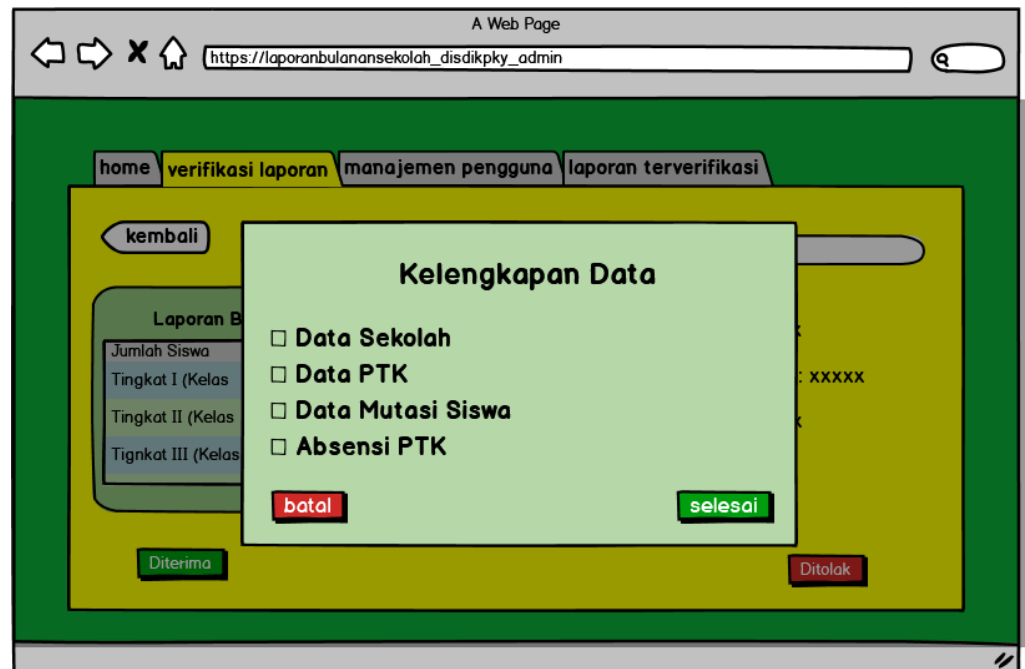 A Web Page
https://laporanbulanansekolah_disdikpky_admin
home verifikasi laporan manajemen pengguna laporan terverifikasi
kembali
Kelengkapan Data
Laporan B
Jumlah Siswa
Tingkat I (Kelas
Tingkat II (Kelas
Tignkat III (Kelas
Data Sekolah
Data PTK
Data Mutasi Siswa
Absensi PTK
: xxxxx
batal selesai
Diterima Ditolak